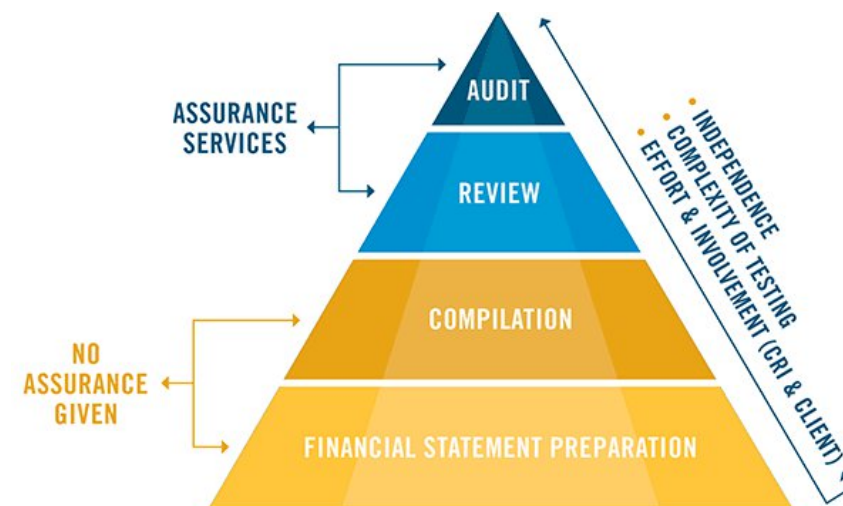 AUDIT
ASSURANCE
SERVICES
REVIEW
COMPILATION
NO
ASSURANCE
GIVEN
FINANCIAL STATEMENT PREPARATION
• INDEPENDENCE
• COMPLEXITY OF TESTING
• EFFORT & INVOLVEMENT (CRI & CLIENT)